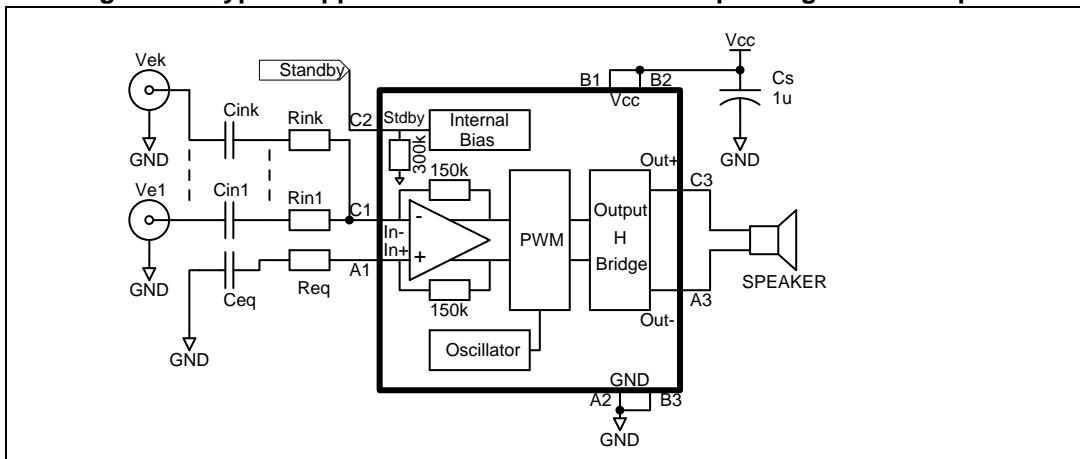 Vek
Standby
Vcc
B1
B2
Cs
1u
Vcc
Cink
Rink
C2
Stdby
Internal
Bias
GND
300k
150k
GND
Out+
Ve1
Cin1
Rin1
C1
C3
In-
-
PWM
Output
H
Bridge
In+
+
A1
SPEAKER
GND
Ceq
Req
150k
A3
Out-
GND
Oscillator
GND
A2
B3
GND